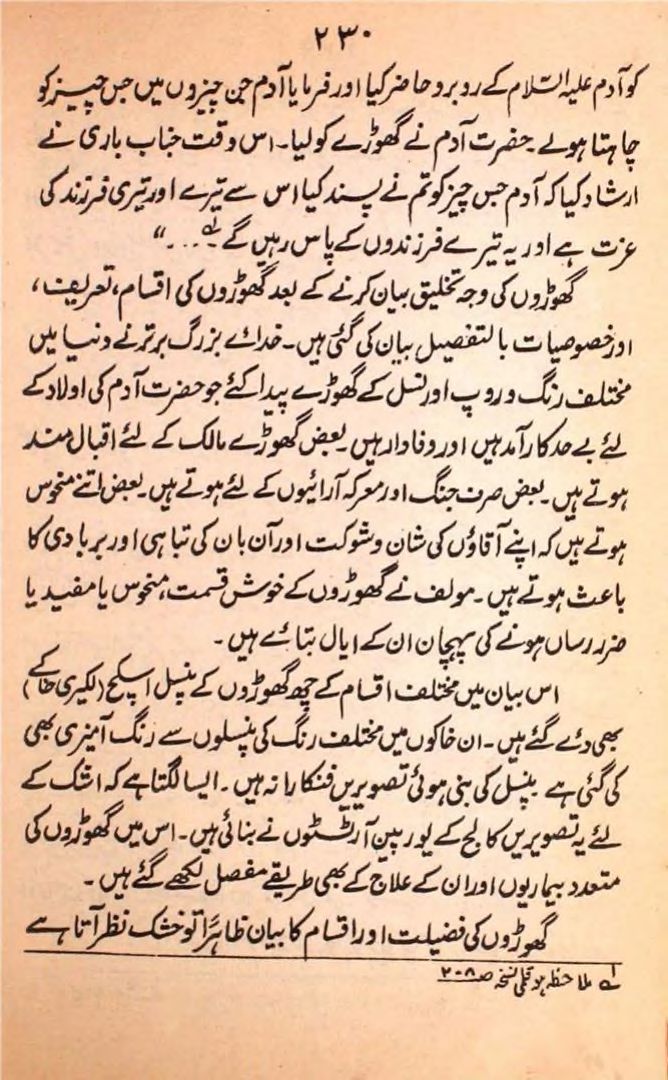 ۲۳۰
کو آدم علیہ السّلام کے روبرو حاضر کیا اور فرمایا آدم جن چیزوں میں جس چیز کو
چاہتا ہو لے۔ حضرت آدم نے گھوڑے کو لیا۔ اس وقت جناب باری نے
ارشاد کیا کہ آدم جس چیز کو تم نے پسند کیا اس سے تیرے اور تیری فرزند کی
عزت ہے اور یہ تیرے فرزندوں کے پاس رہیں گے لہ۔۔۔"
گھوڑوں کی وجہ تخلیق بیان کرنے کے بعد گھوڑوں کی اقسام، تعریف،
اور خصوصیات بالتفصیل بیان کی گئی ہیں۔ خدائے بزرگ برتر نے دنیا میں
مختلف رنگ و روپ اور نسل کے گھوڑے پیدا کئے جو حضرت آدم کی اولاد کے
لئے بے حد کارآمد ہیں اور وفادار ہیں۔ بعض گھوڑے مالک کے لئے اقبال مند
ہوتے ہیں۔ بعض صرف جنگ اور معرکہ آرائیوں کے لئے ہوتے ہیں۔ بعض اتنے منحوس
ہوتے ہیں کہ اپنے آقاؤں کی شان و شوکت اور آن بان کی تباہی اور بربادی کا
باعث ہوتے ہیں۔ مولف نے گھوڑوں کے خوش قسمت، منحوس یا مفید یا
ضرر رساں ہونے کی پہچان ان کے ایال بتائے ہیں۔
اس بیان میں مختلف اقسام کے چھ گھوڑوں کے پنسل اسکیچ (لکیری خاکے)
بھی دئے گئے ہیں۔ ان خاکوں میں مختلف رنگ کی پنسلوں سے رنگ آمیزی بھی
کی گئی ہے پنسل کی بنی ہوئی تصویریں فنکارانہ ہیں۔ ایسا لگتا ہے کہ اشک کے
لئے یہ تصویریں کالج کے یورپین آرٹسٹوں نے بنائی ہیں۔ اس میں گھوڑوں کی
متعدد بیماریوں اور ان کے علاج کے بھی طریقے مفصل لکھے گئے ہیں۔
گھوڑوں کی فضیلت اور اقسام کا بیان ظاہراً تو خشک نظر آتا ہے
لہ ملاحظہ ہو قلمی نسخہ صـ ۲۰۸